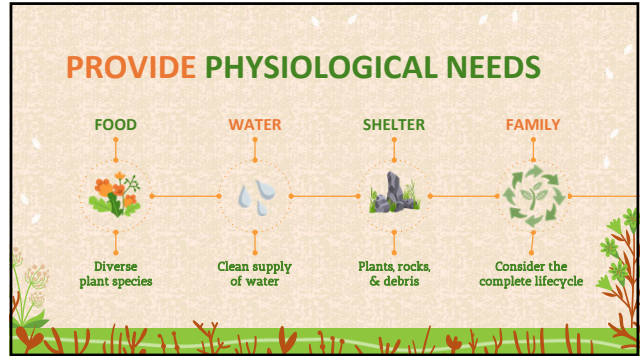 PROVIDE PHYSIOLOGICAL NEEDS
FOOD
Diverse
plant species
WATER
Clean supply
of water
SHELTER
Plants, rocks,
& debris
FAMILY
Consider the
complete lifecycle